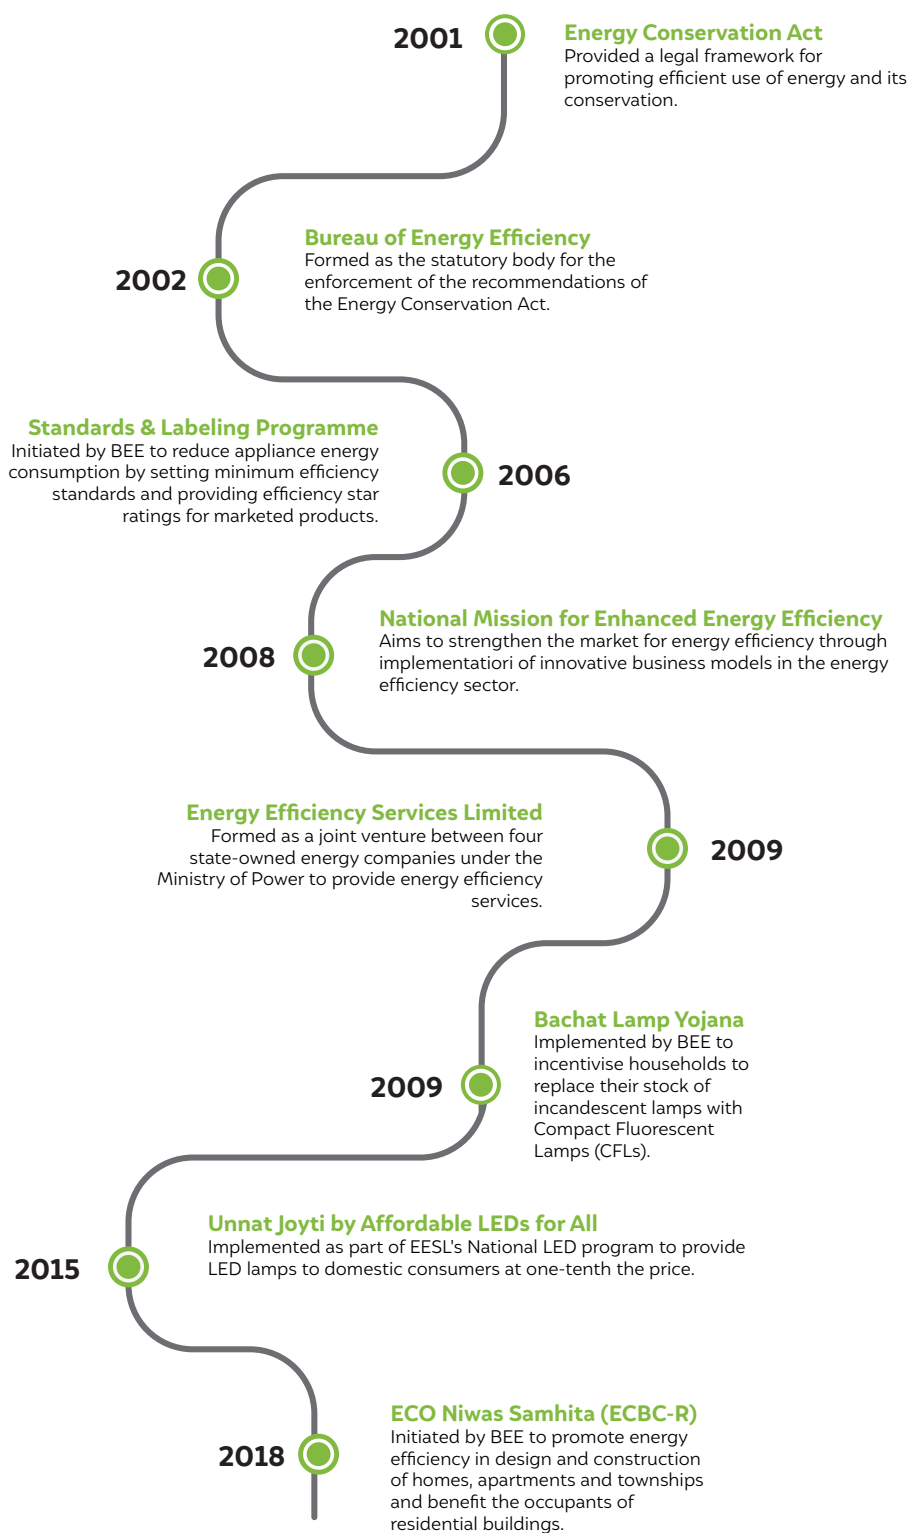 2001
Energy Conservation Act
Provided a legal framework for
promoting efficient use of energy and its
conservation.
Bureau of Energy Efficiency
Formed as the statutory body for the
enforcement of the recommendations of
the Energy Conservation Act.
2002
Standards & Labeling Programme
Initiated by BEE to reduce appliance energy
consumption by setting minimum efficiency
standards and providing efficiency star
ratings for marketed products.
2006
National Mission for Enhanced Energy Efficiency
Aims to strengthen the market for energy efficiency through
implementatiori of innovative business models in the energy
efficiency sector.
2008
Energy Efficiency Services Limited
Formed as a joint venture between four
state-owned energy companies under the
Ministry of Power to provide energy efficiency
services.
2009
Bachat Lamp Yojana
Implemented by BEE to
incentivise households to
replace their stock of
incandescent lamps with
Compact Fluorescent
Lamps (CFLs).
2009
Unnat Joyti by Affordable LEDs for All
Implemented as part of EESL's National LED program to provide
LED lamps to domestic consumers at one-tenth the price.
2015
ECO Niwas Samhita (ECBC-R)
Initiated by BEE to promote energy
efficiency in design and construction
of homes, apartments and townships
and benefit the occupants of
residential buildings.
2018